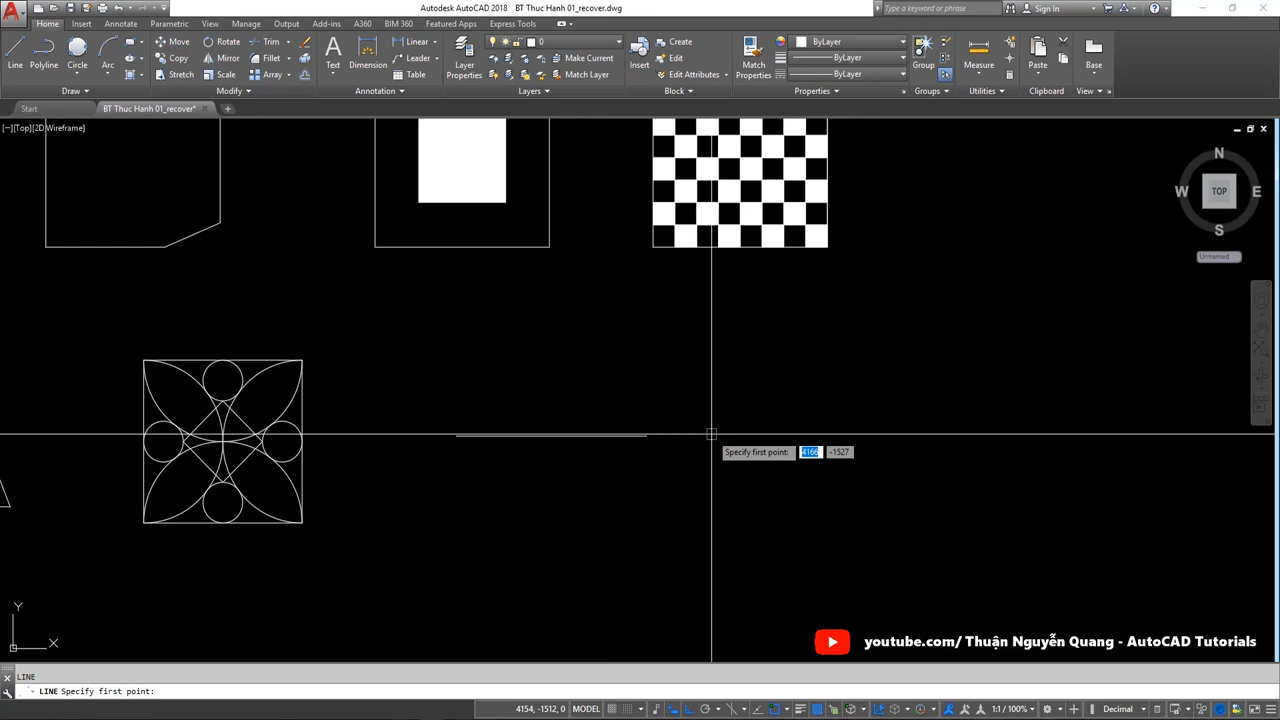 Autodesk AutoCAD 2018 BT Thuc Hanh 01_recover.dwg
Type a keyword or phrase
Sign In
Home Insert Annotate Parametric View Manage Output Add-ins A360 BIM 360 Featured Apps Express Tools
Line Polyline Circle Arc
Move Rotate Trim
Copy Mirror Fillet
Stretch Scale Array
Text Dimension
Linear
Leader
Table
Layer Properties
0
Make Current
Match Layer
Insert
Create
Edit
Edit Attributes
Match Properties
ByLayer
ByLayer
ByLayer
Group
Measure
Paste
Base
Draw Modify Annotation Layers Block Properties Groups Utilities Clipboard View
Start BT Thuc Hanh 01_recover*
[−][Top][2D Wireframe]
N
W TOP E
S
Unnamed
Specify first point: 4166 -1527
Y
X
youtube.com/ Thuận Nguyễn Quang - AutoCAD Tutorials
LINE
LINE Specify first point:
4154, -1512, 0 MODEL 1:1 / 100% Decimal